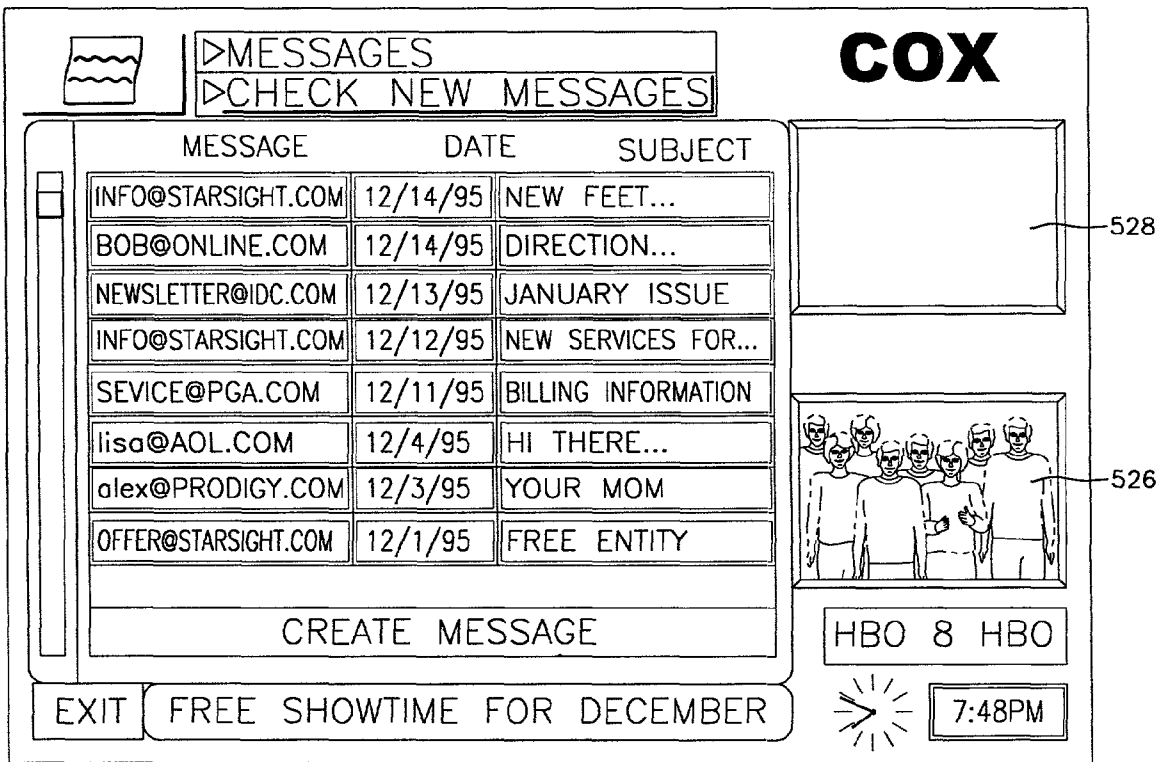 ▷MESSAGES
COX
▷CHECK NEW MESSAGES
MESSAGE DATE SUBJECT
INFO@STARSIGHT.COM 12/14/95 NEW FEET...
528
BOB@ONLINE.COM 12/14/95 DIRECTION...
NEWSLETTER@IDC.COM 12/13/95 JANUARY ISSUE
INFO@STARSIGHT.COM 12/12/95 NEW SERVICES FOR...
SEVICE@PGA.COM 12/11/95 BILLING INFORMATION
lisa@AOL.COM 12/4/95 HI THERE...
alex@PRODIGY.COM 12/3/95 YOUR MOM
526
OFFER@STARSIGHT.COM 12/1/95 FREE ENTITY
CREATE MESSAGE
HBO 8 HBO
EXIT FREE SHOWTIME FOR DECEMBER
7:48PM